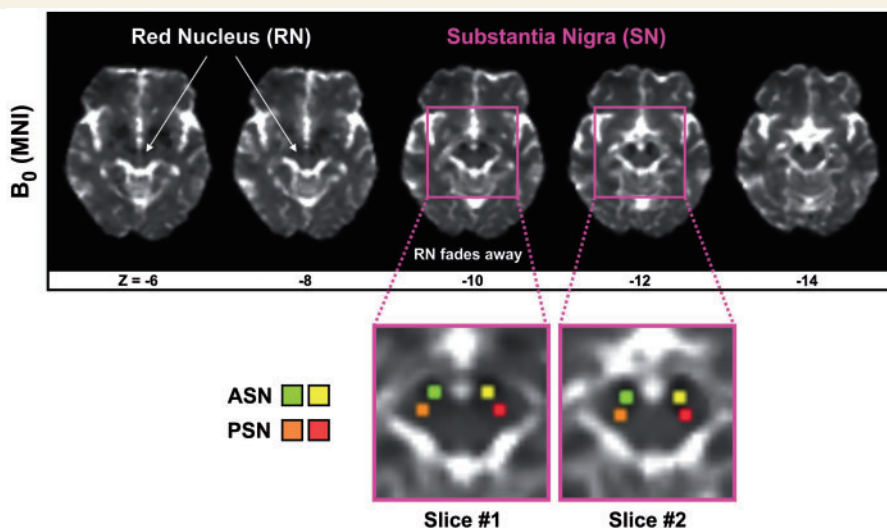 Red Nucleus (RN)
Substantia Nigra (SN)
B0 (MNI)
RN fades away
Z = -6
-8
-10
-12
-14
ASN
PSN
Slice #1
Slice #2